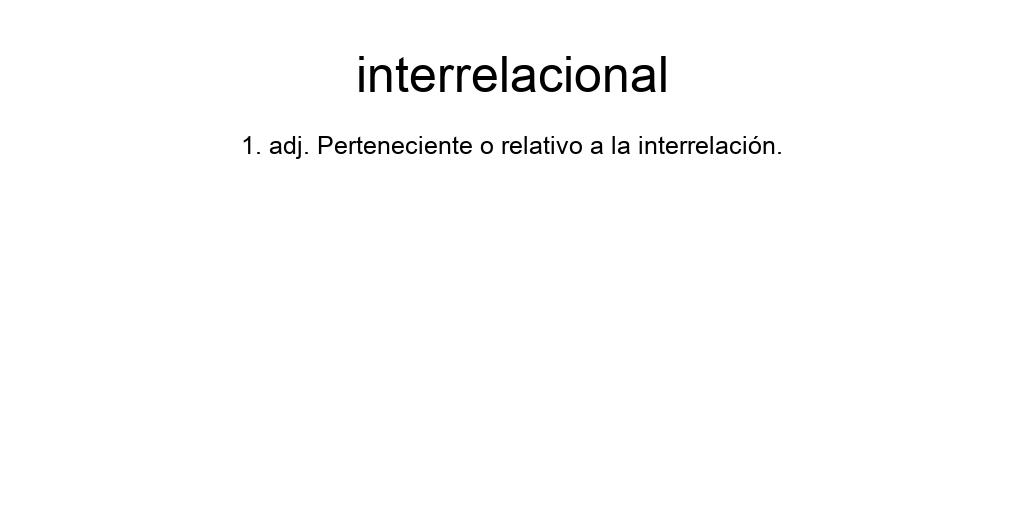 interrelacional
1. adj. Perteneciente o relativo a la interrelación.